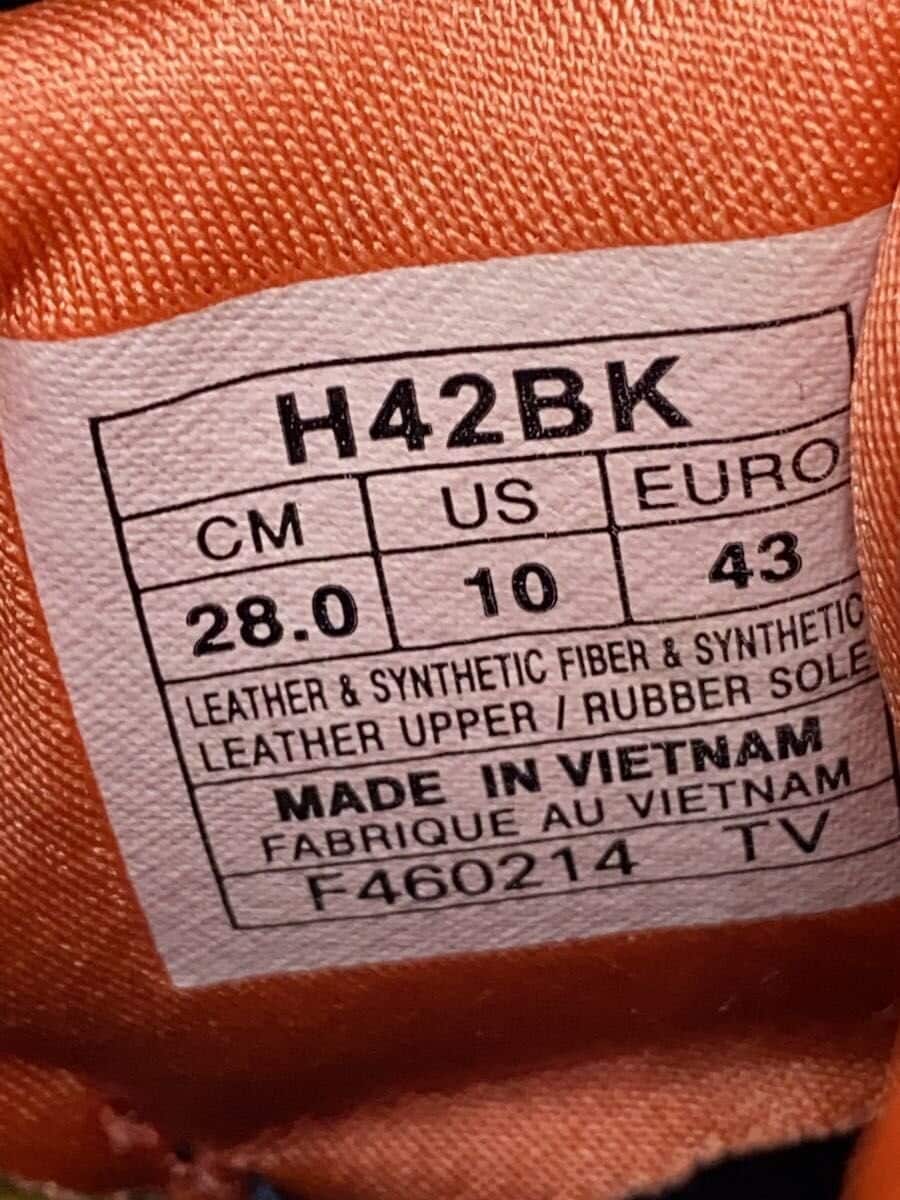 H42BK
CM US EURO
28.0 10 43
LEATHER & SYNTHETIC FIBER & SYNTHETIC
LEATHER UPPER / RUBBER SOLE
MADE IN VIETNAM
FABRIQUE AU VIETNAM
F460214 TV